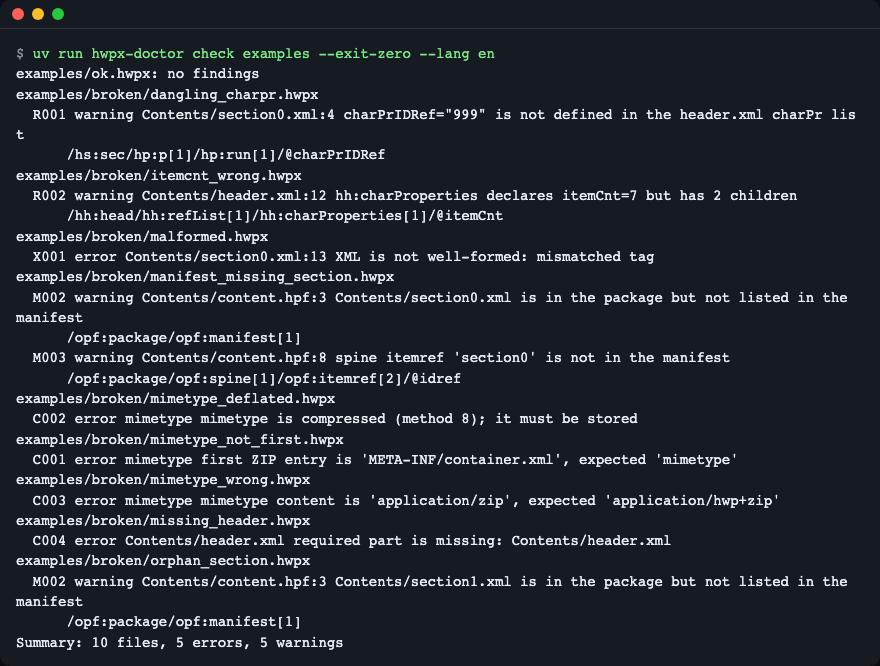 $ uv run hwpx-doctor check examples --exit-zero --lang en
examples/ok.hwpx: no findings
examples/broken/dangling_charpr.hwpx
  R001 warning Contents/section0.xml:4 charPrIDRef="999" is not defined in the header.xml charPr lis
t
      /hs:sec/hp:p[1]/hp:run[1]/@charPrIDRef
examples/broken/itemcnt_wrong.hwpx
  R002 warning Contents/header.xml:12 hh:charProperties declares itemCnt=7 but has 2 children
      /hh:head/hh:refList[1]/hh:charProperties[1]/@itemCnt
examples/broken/malformed.hwpx
  X001 error Contents/section0.xml:13 XML is not well-formed: mismatched tag
examples/broken/manifest_missing_section.hwpx
  M002 warning Contents/content.hpf:3 Contents/section0.xml is in the package but not listed in the
manifest
      /opf:package/opf:manifest[1]
  M003 warning Contents/content.hpf:8 spine itemref 'section0' is not in the manifest
      /opf:package/opf:spine[1]/opf:itemref[2]/@idref
examples/broken/mimetype_deflated.hwpx
  C002 error mimetype mimetype is compressed (method 8); it must be stored
examples/broken/mimetype_not_first.hwpx
  C001 error mimetype first ZIP entry is 'META-INF/container.xml', expected 'mimetype'
examples/broken/mimetype_wrong.hwpx
  C003 error mimetype mimetype content is 'application/zip', expected 'application/hwp+zip'
examples/broken/missing_header.hwpx
  C004 error Contents/header.xml required part is missing: Contents/header.xml
examples/broken/orphan_section.hwpx
  M002 warning Contents/content.hpf:3 Contents/section1.xml is in the package but not listed in the
manifest
      /opf:package/opf:manifest[1]
Summary: 10 files, 5 errors, 5 warnings